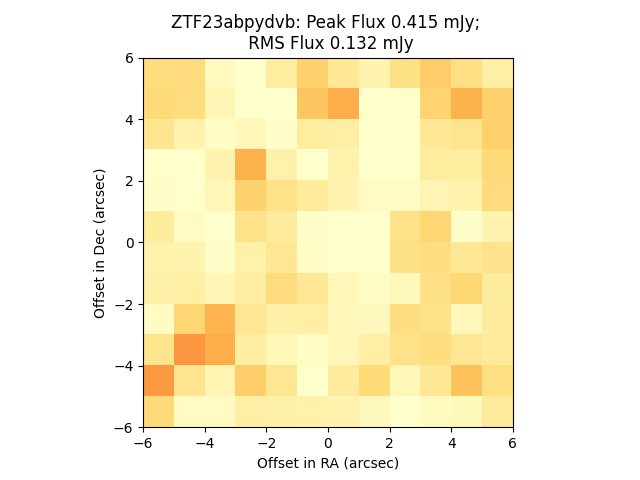 ZTF23abpydvb: Peak Flux 0.415 mJy;
RMS Flux 0.132 mJy
6
4
2
0
−2
−4
−6
Offset in Dec (arcsec)
−6 −4 −2 0 2 4 6
Offset in RA (arcsec)